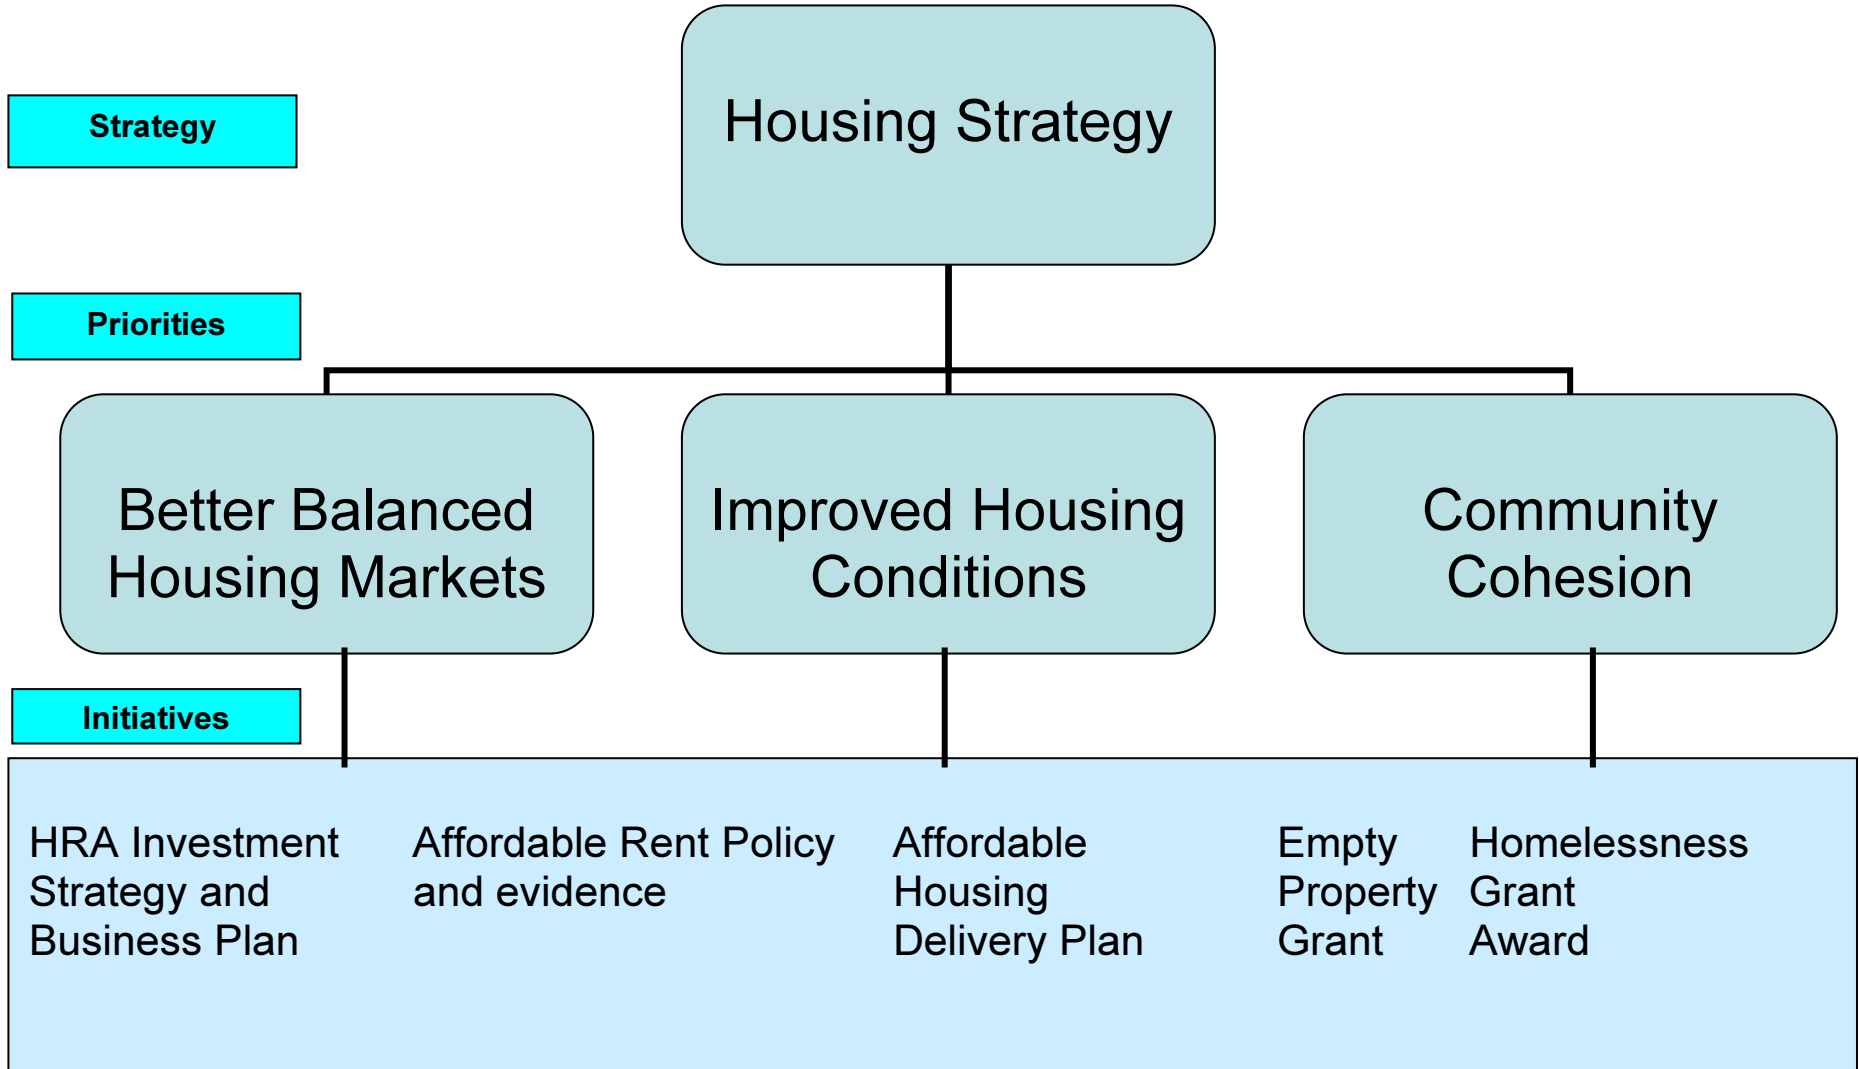 Housing Strategy
Strategy
Priorities
Better Balanced
Housing Markets
Improved Housing
Conditions
Community
Cohesion
Initiatives
HRA Investment
Strategy and
Business Plan
Affordable Rent Policy
and evidence
Affordable
Housing
Delivery Plan
Empty
Property
Grant
Homelessness
Grant
Award